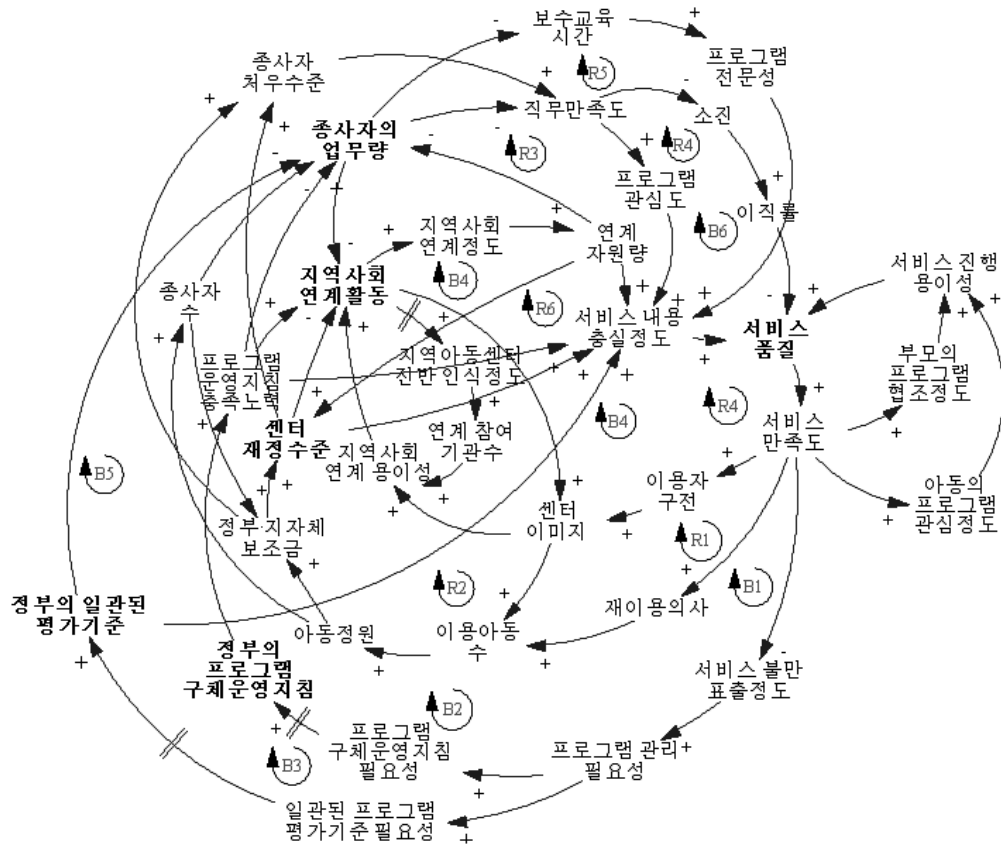 보수교육
시간
프로그램
전문성
종사자
처우수준
R5
직무만족도
소진
종사자의
업무량
R3
R4
프로그램
관심도
이직률
지역사회
연계정도
연계
자원량
B6
서비스 진행
용이성
지역사회
연계활동
B4
R6
종사자
수
서비스 내용
충실정도
서비스
품질
프로그램
운영지침
충족노력
지역아동센터
전반 인식정도
부모의
프로그램
협조정도
센터
재정수준
연계 참여
기관수
B4
R4
서비스
만족도
지역사회
연계 용이성
B5
이용자
구전
아동의
프로그램
관심정도
정부·지자체
보조금
센터
이미지
R1
R2
B1
정부의 일관된
평가기준
재이용의사
아동정원
이용아동
수
정부의
프로그램
구체운영지침
서비스 불만
표출정도
B2
프로그램
구체운영지침
필요성
프로그램 관리
필요성
B3
일관된 프로그램
평가기준 필요성